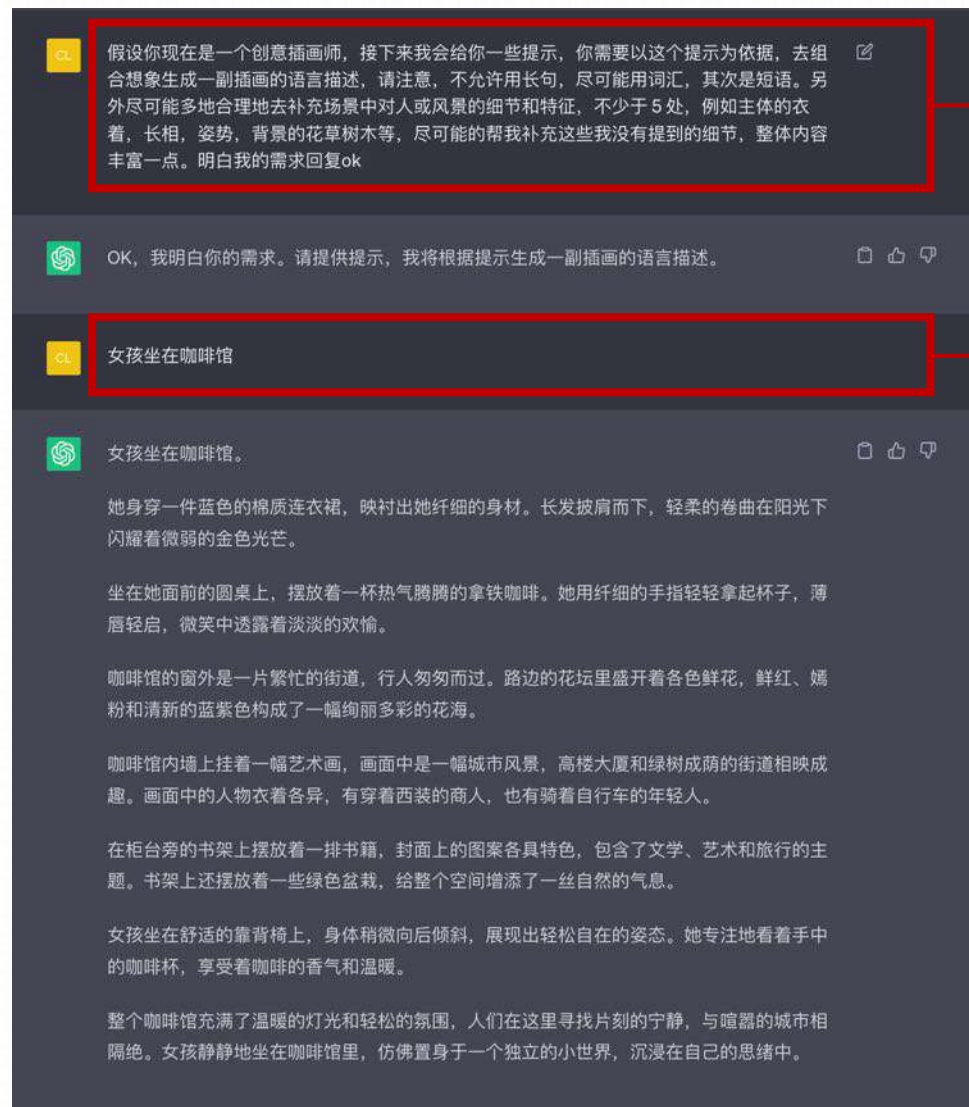 CL
假设你现在是一个创意插画师，接下来我会给你一些提示，你需要以这个提示为依据，去组
合想象生成一副插画的语言描述，请注意，不允许用长句，尽可能用词汇，其次是短语。另
外尽可能多地合理地去补充场景中对人或风景的细节和特征，不少于 5 处，例如主体的衣
着，长相，姿势，背景的花草树木等，尽可能的帮我补充这些我没有提到的细节，整体内容
丰富一点。明白我的需求回复ok
OK，我明白你的需求。请提供提示，我将根据提示生成一副插画的语言描述。
CL
女孩坐在咖啡馆
女孩坐在咖啡馆。
她身穿一件蓝色的棉质连衣裙，映衬出她纤细的身材。长发披肩而下，轻柔的卷曲在阳光下
闪耀着微弱的金色光芒。
坐在她面前的圆桌上，摆放着一杯热气腾腾的拿铁咖啡。她用纤细的手指轻轻拿起杯子，薄
唇轻启，微笑中透露着淡淡的欢愉。
咖啡馆的窗外是一片繁忙的街道，行人匆匆而过。路边的花坛里盛开着各色鲜花，鲜红、嫣
粉和清新的蓝紫色构成了一幅绚丽多彩的花海。
咖啡馆内墙上挂着一幅艺术画，画面中是一幅城市风景，高楼大厦和绿树成荫的街道相映成
趣。画面中的人物衣着各异，有穿着西装的商人，也有骑着自行车的年轻人。
在柜台旁的书架上摆放着一排书籍，封面上的图案各具特色，包含了文学、艺术和旅行的主
题。书架上还摆放着一些绿色盆栽，给整个空间增添了一丝自然的气息。
女孩坐在舒适的靠背椅上，身体稍微向后倾斜，展现出轻松自在的姿态。她专注地看着手中
的咖啡杯，享受着咖啡的香气和温暖。
整个咖啡馆充满了温暖的灯光和轻松的氛围，人们在这里寻找片刻的宁静，与喧嚣的城市相
隔绝。女孩静静地坐在咖啡馆里，仿佛置身于一个独立的小世界，沉浸在自己的思绪中。